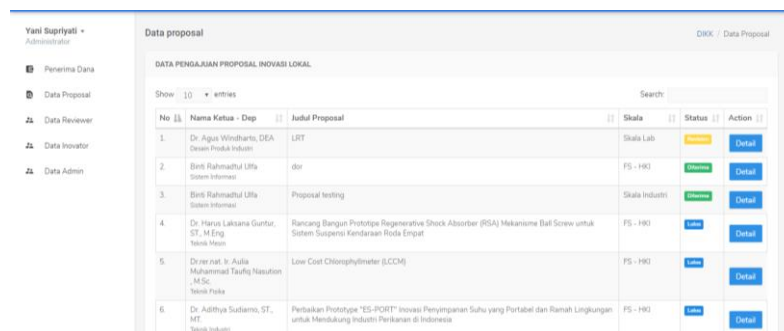 Yani Supriyati
Administrator
Data proposal
DIKK / Data Proposal
Penerima Dana
Data Proposal
Data Reviewer
Data Inovator
Data Admin
DATA PENGAJUAN PROPOSAL INOVASI LOKAL
Show 10 entries
Search:
No Nama Ketua - Dep Judul Proposal Skala Status Action
1. Dr. Agus Windharto, DEA LRT Skala Lab Detail
Desain Produk Industri
2. Binti Rahmadtul Ulfa dor FS - HKI Diterima Detail
Sistem Informasi
3. Binti Rahmadtul Ulfa Proposal testing Skala Industri Diterima Detail
Sistem Informasi
4. Dr. Harus Laksana Guntur, Rancang Bangun Prototipe Regenerative Shock Absorber (RSA) Mekanisme Ball Screw untuk FS - HKI Lolos Detail
ST., M.Eng. Sistem Suspensi Kendaraan Roda Empat
Teknik Mesin
5. Dr.rer.nat. Ir. Aulia Low Cost Chlorophyllmeter (LCCM) FS - HKI Lolos Detail
Muhammad Taufiq Nasution
, M.Sc.
Teknik Fisika
6. Dr. Adithya Sudiarno, ST., Perbaikan Prototype "ES-PORT" Inovasi Penyimpanan Suhu yang Portabel dan Ramah Lingkungan FS - HKI Lolos Detail
MT. untuk Mendukung Industri Perikanan di Indonesia
Teknik Industri